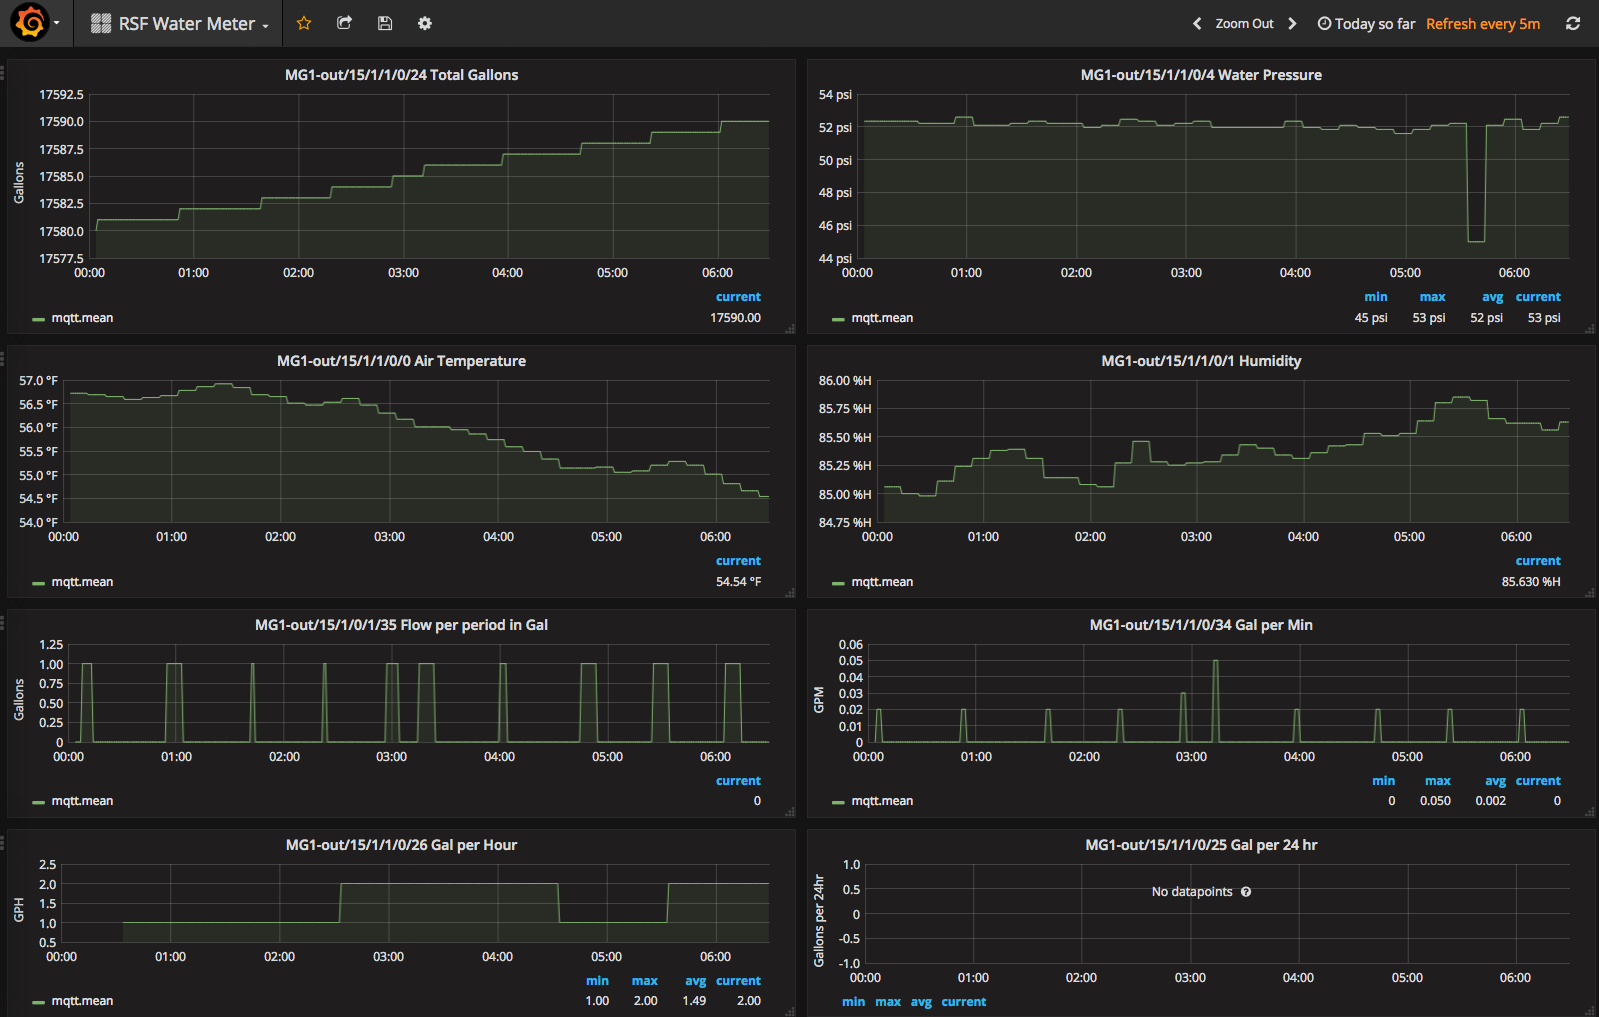 RSF Water Meter
Zoom Out
Today so far
Refresh every 5m
MG1-out/15/1/1/0/24 Total Gallons
Gallons
17592.5
17590.0
17587.5
17585.0
17582.5
17580.0
17577.5
00:00 01:00 02:00 03:00 04:00 05:00 06:00
current
mqtt.mean 17590.00
MG1-out/15/1/1/0/4 Water Pressure
54 psi
52 psi
50 psi
48 psi
46 psi
44 psi
00:00 01:00 02:00 03:00 04:00 05:00 06:00
min max avg current
mqtt.mean 45 psi 53 psi 52 psi 53 psi
MG1-out/15/1/1/0/0 Air Temperature
57.0 °F
56.5 °F
56.0 °F
55.5 °F
55.0 °F
54.5 °F
54.0 °F
00:00 01:00 02:00 03:00 04:00 05:00 06:00
current
mqtt.mean 54.54 °F
MG1-out/15/1/1/0/1 Humidity
86.00 %H
85.75 %H
85.50 %H
85.25 %H
85.00 %H
84.75 %H
00:00 01:00 02:00 03:00 04:00 05:00 06:00
current
mqtt.mean 85.630 %H
MG1-out/15/1/0/1/35 Flow per period in Gal
Gallons
1.25
1.00
0.75
0.50
0.25
0
00:00 01:00 02:00 03:00 04:00 05:00 06:00
current
mqtt.mean 0
MG1-out/15/1/1/0/34 Gal per Min
GPM
0.06
0.05
0.04
0.03
0.02
0.01
0
00:00 01:00 02:00 03:00 04:00 05:00 06:00
min max avg current
mqtt.mean 0 0.050 0.002 0
MG1-out/15/1/1/0/26 Gal per Hour
GPH
2.5
2.0
1.5
1.0
0.5
00:00 01:00 02:00 03:00 04:00 05:00 06:00
min max avg current
mqtt.mean 1.00 2.00 1.49 2.00
MG1-out/15/1/1/0/25 Gal per 24 hr
Gallons per 24hr
1.0
0.5
0
-0.5
-1.0
No datapoints ?
00:00 01:00 02:00 03:00 04:00 05:00 06:00
min max avg current